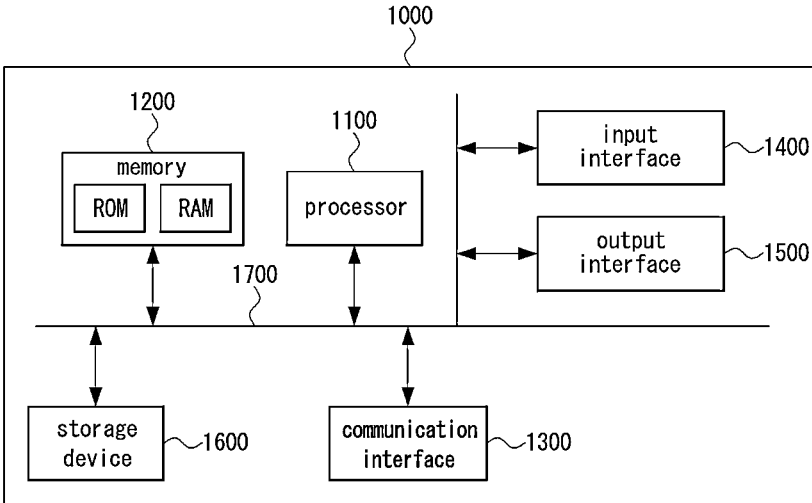 1000
1200
memory
ROM
RAM
1100
processor
input
interface
1400
output
interface
1500
1700
storage
device
1600
communication
interface
1300